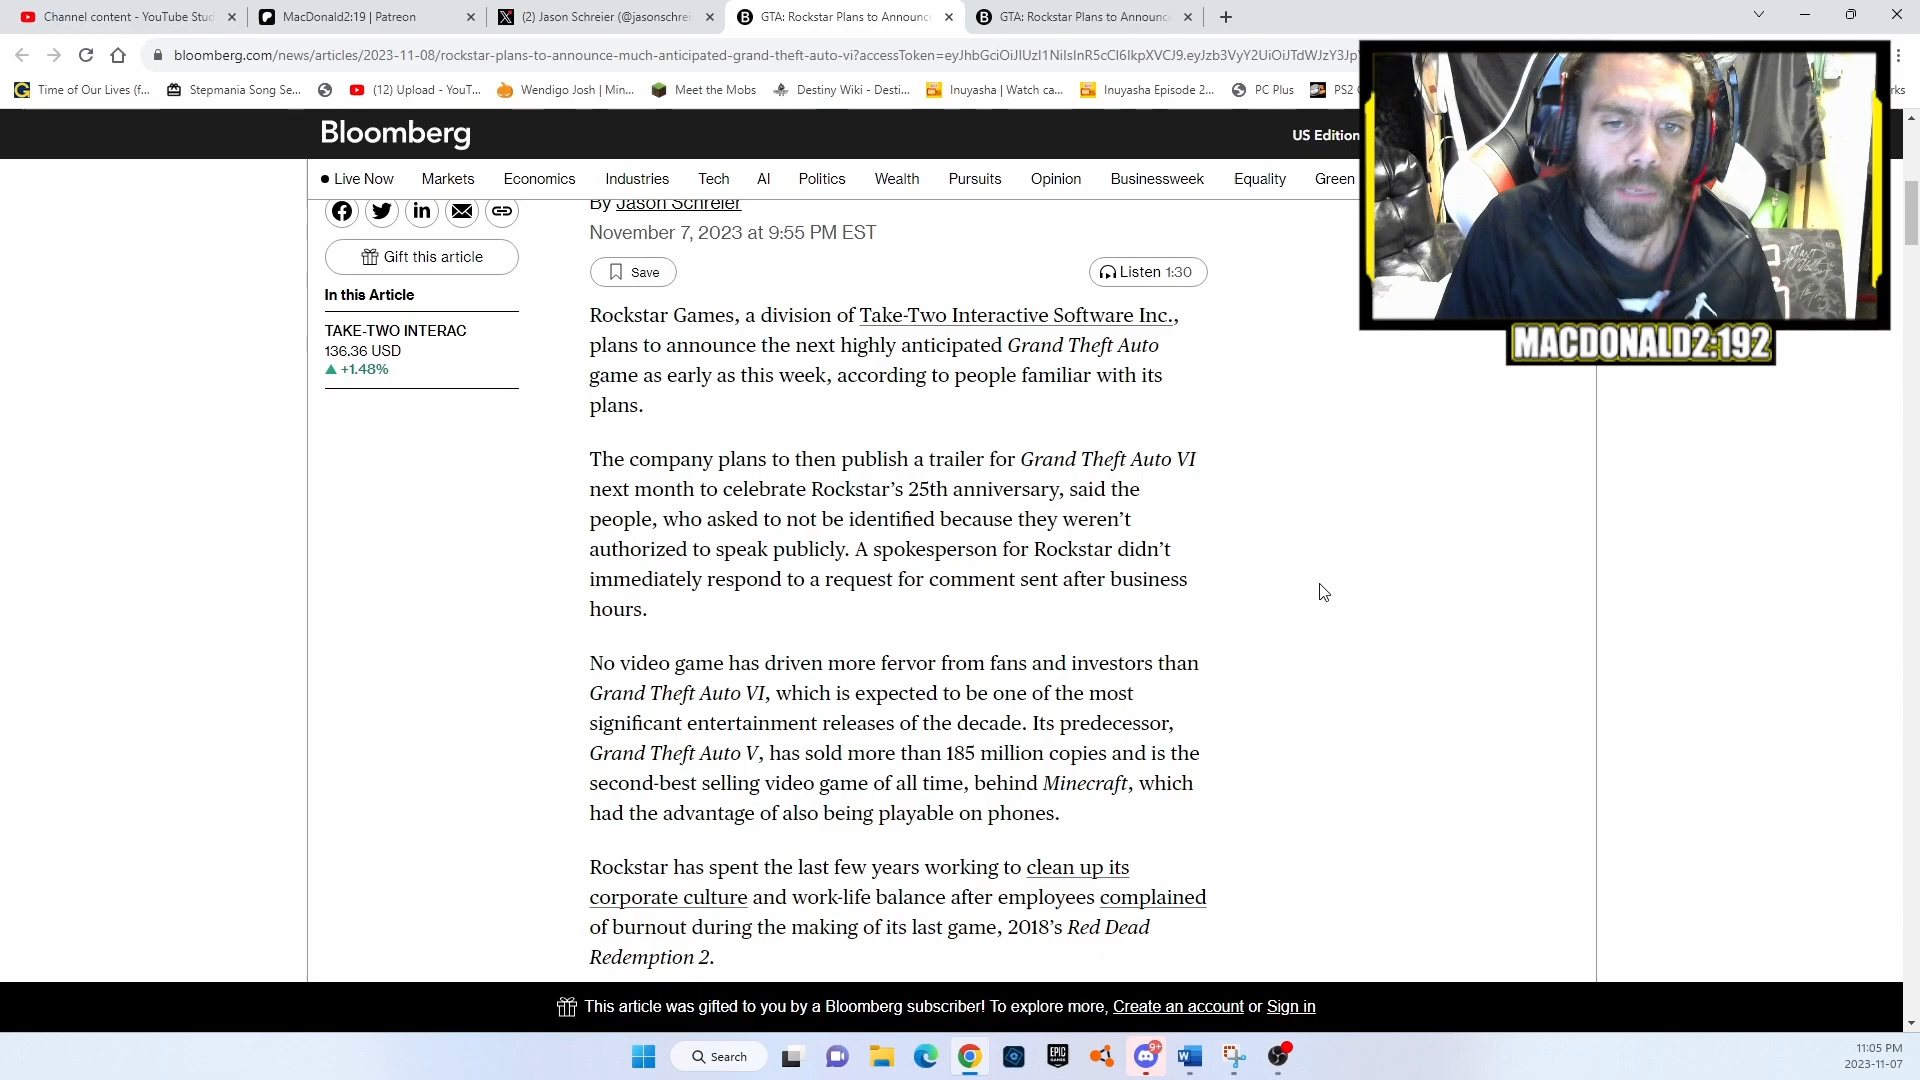 Channel content - YouTube Stud
MacDonald2:19 | Patreon
(2) Jason Schreier (@jasonschrei
GTA: Rockstar Plans to Announc
GTA: Rockstar Plans to Announc
bloomberg.com/news/articles/2023-11-08/rockstar-plans-to-announce-much-anticipated-grand-theft-auto-vi?accessToken=
Time of Our Lives (f...
Stepmania Song Se...
(12) Upload - YouT...
Wendigo Josh | Min...
Meet the Mobs
Destiny Wiki - Desti...
Inuyasha | Watch ca...
Inuyasha Episode 2...
PC Plus
PS2
rks
Bloomberg
US Edition
Live Now
Markets
Economics
Industries
Tech
AI
Politics
Wealth
Pursuits
Opinion
Businessweek
Equality
Green
MACDONALD2:192
Gift this article
In this Article
TAKE-TWO INTERAC
136.36 USD
+1.48%
By Jason Schreier
November 7, 2023 at 9:55 PM EST
Save
Listen 1:30
Rockstar Games, a division of Take-Two Interactive Software Inc.,
plans to announce the next highly anticipated Grand Theft Auto
game as early as this week, according to people familiar with its
plans.
The company plans to then publish a trailer for Grand Theft Auto VI
next month to celebrate Rockstar’s 25th anniversary, said the
people, who asked to not be identified because they weren’t
authorized to speak publicly. A spokesperson for Rockstar didn’t
immediately respond to a request for comment sent after business
hours.
No video game has driven more fervor from fans and investors than
Grand Theft Auto VI, which is expected to be one of the most
significant entertainment releases of the decade. Its predecessor,
Grand Theft Auto V, has sold more than 185 million copies and is the
second-best selling video game of all time, behind Minecraft, which
had the advantage of also being playable on phones.
Rockstar has spent the last few years working to clean up its
corporate culture and work-life balance after employees complained
of burnout during the making of its last game, 2018’s Red Dead
Redemption 2.
This article was gifted to you by a Bloomberg subscriber! To explore more, Create an account or Sign in
Search
EPIC GAMES
9+
11:05 PM
2023-11-07